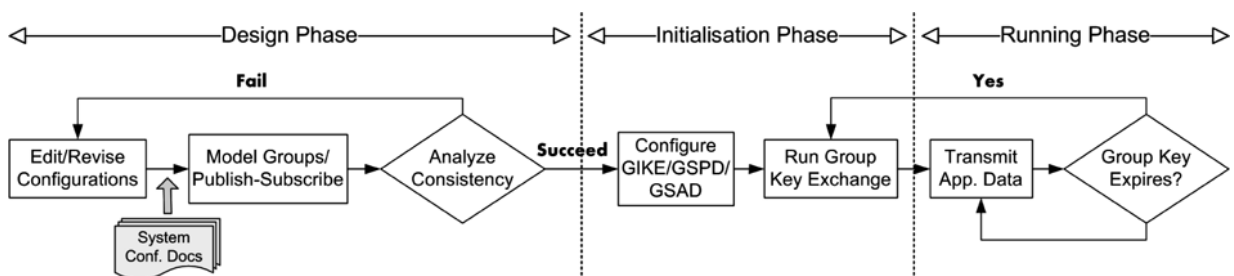 Design Phase
Initialisation Phase
Running Phase
Fail
Yes
Succeed
Edit/Revise
Configurations
Model Groups/
Publish-Subscribe
Analyze
Consistency
Configure
GIKE/GSPD/
GSAD
Run Group
Key Exchange
Transmit
App. Data
Group Key
Expires?
System
Conf. Docs